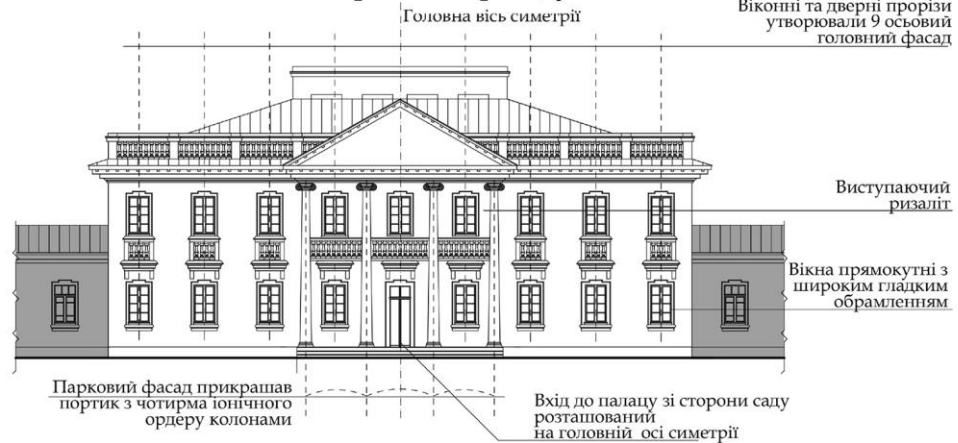 Головна вісь симетрії
Віконні та дверні прорізи
утворювали 9 осьовий
головний фасад
Виступаючий
ризаліт
Вікна прямокутні з
широким гладким
обрамленням
Парковий фасад прикрашав
портик з чотирма іонічного
ордеру колонами
Вхід до палацу зі сторони саду
розташований
на головній осі симетрії